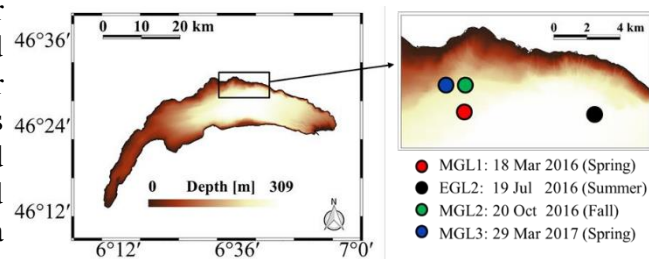 0 10 20 km
46°36′
46°24′
46°12′
0 Depth [m] 309
6°12′ 6°36′ 7°0′
0 2 4 km
MGL1: 18 Mar 2016 (Spring)
EGL2: 19 Jul 2016 (Summer)
MGL2: 20 Oct 2016 (Fall)
MGL3: 29 Mar 2017 (Spring)